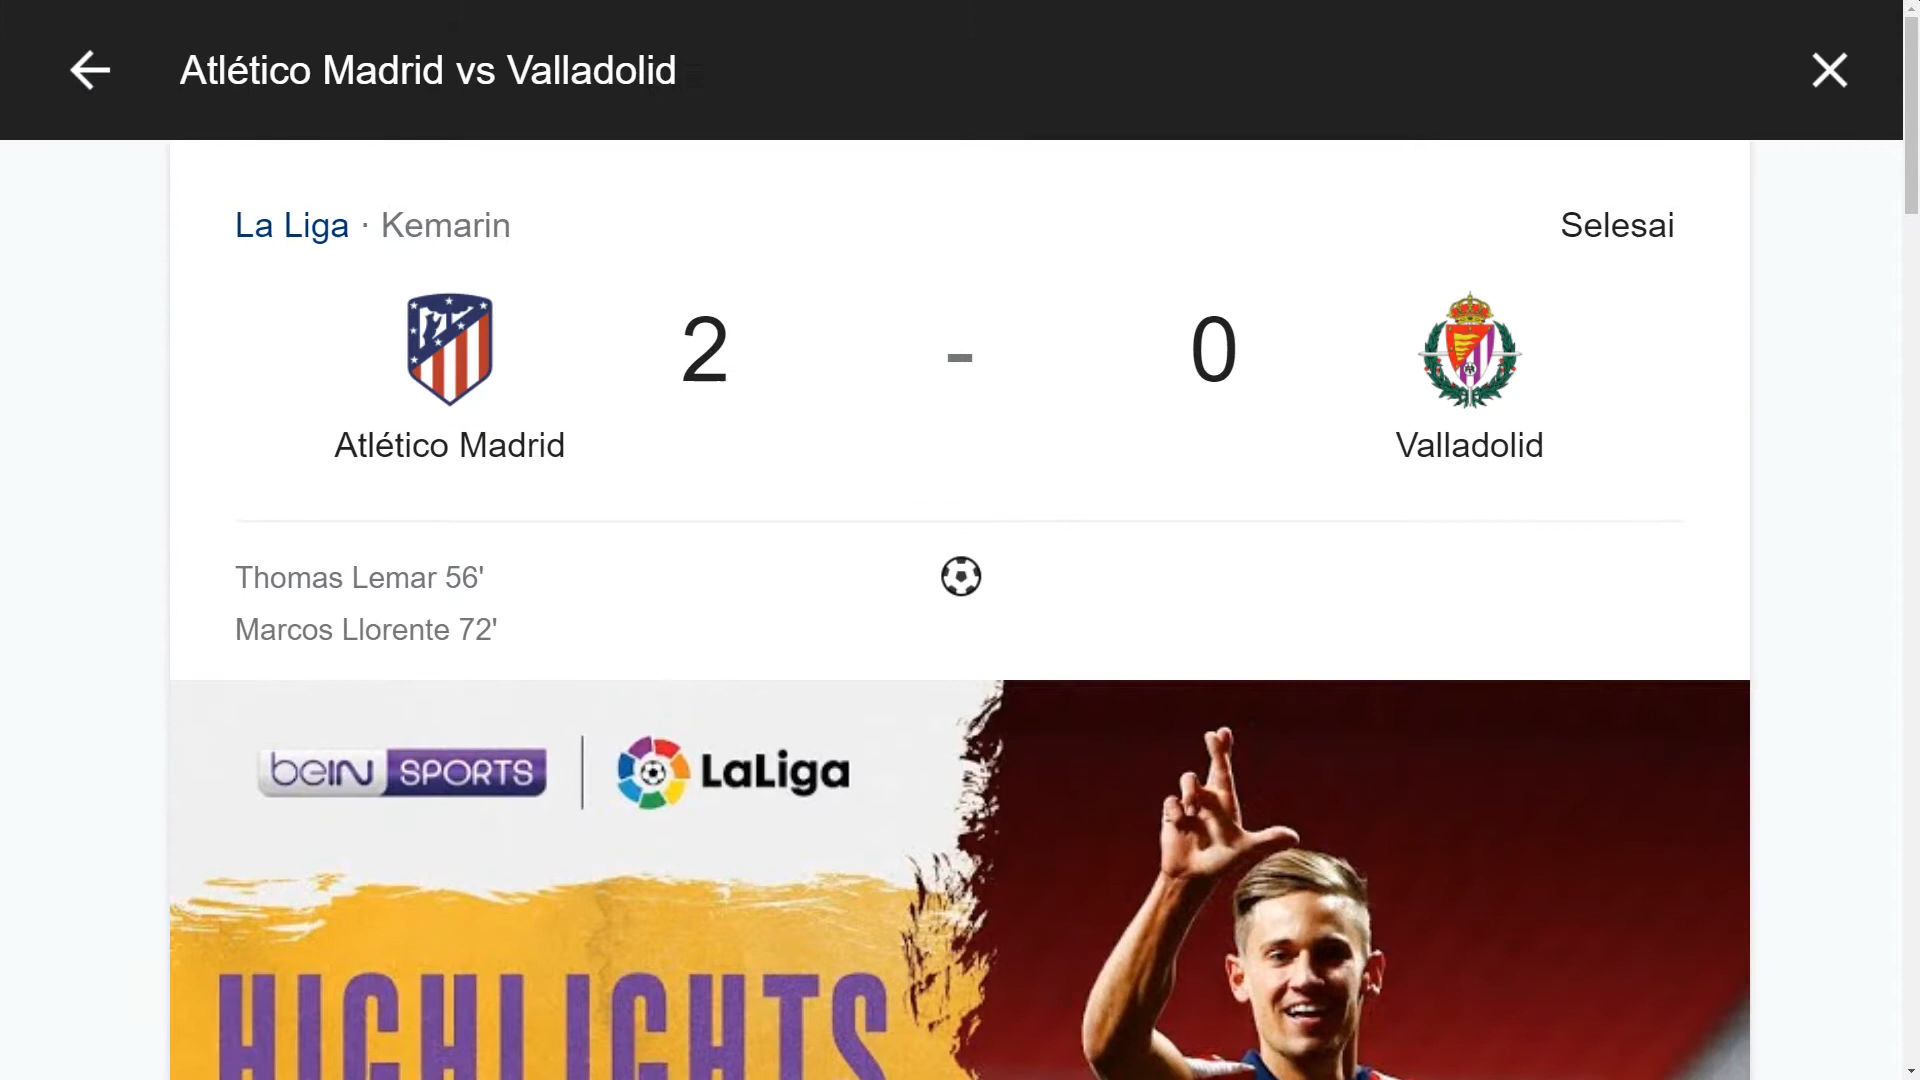 Atlético Madrid vs Valladolid
La Liga · Kemarin
Selesai
2 - 0
Atlético Madrid
Valladolid
Thomas Lemar 56'
Marcos Llorente 72'
beIN SPORTS
LaLiga
HIGHLIGHTS